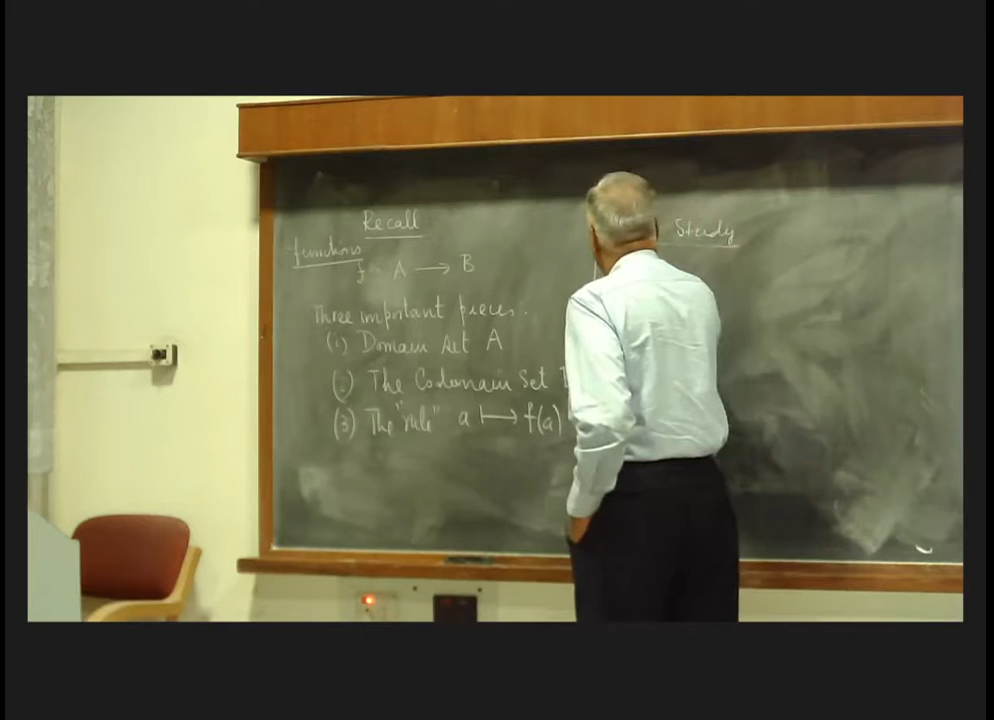 Recall
functions
f A → B
Three important pieces:
(1) Domain set A
(2) The Codomain Set
(3) The "rule" a ⟼ f(a)
Study